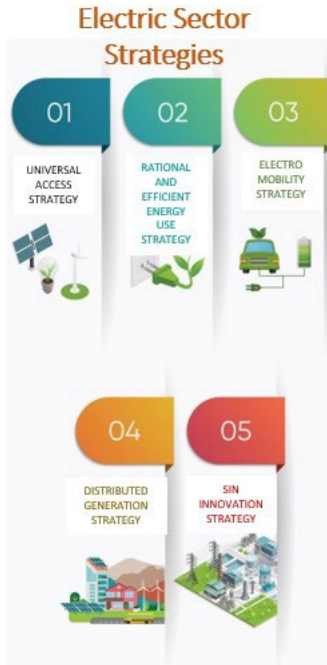 Electric Sector
Strategies
01
UNIVERSAL
ACCESS
STRATEGY
02
RATIONAL
AND
EFFICIENT
ENERGY
USE
STRATEGY
03
ELECTRO
MOBILITY
STRATEGY
04
DISTRIBUTED
GENERATION
STRATEGY
05
SIN
INNOVATION
STRATEGY